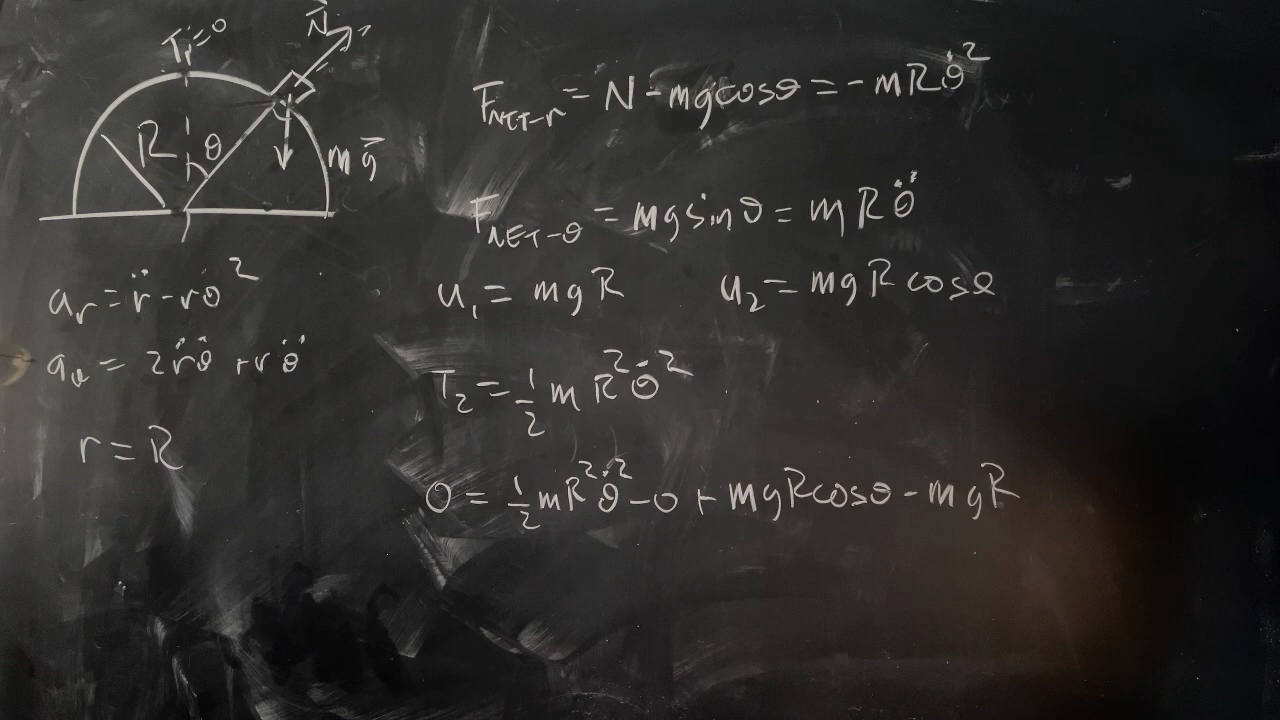 T₁=0
N⃗
R θ
mg⃗
F_NET-r = N - mgcosθ = -mRθ̇²
F_NET-θ = mgsinθ = mRθ̈
a_r = r̈ - rθ̇²
u₁ = mgR u₂ = mgRcosθ
a_θ = 2ṙθ̇ + rθ̈
T₂ = ½mR²θ̇²
r = R
0 = ½mR²θ̇² - 0 + mgRcosθ - mgR